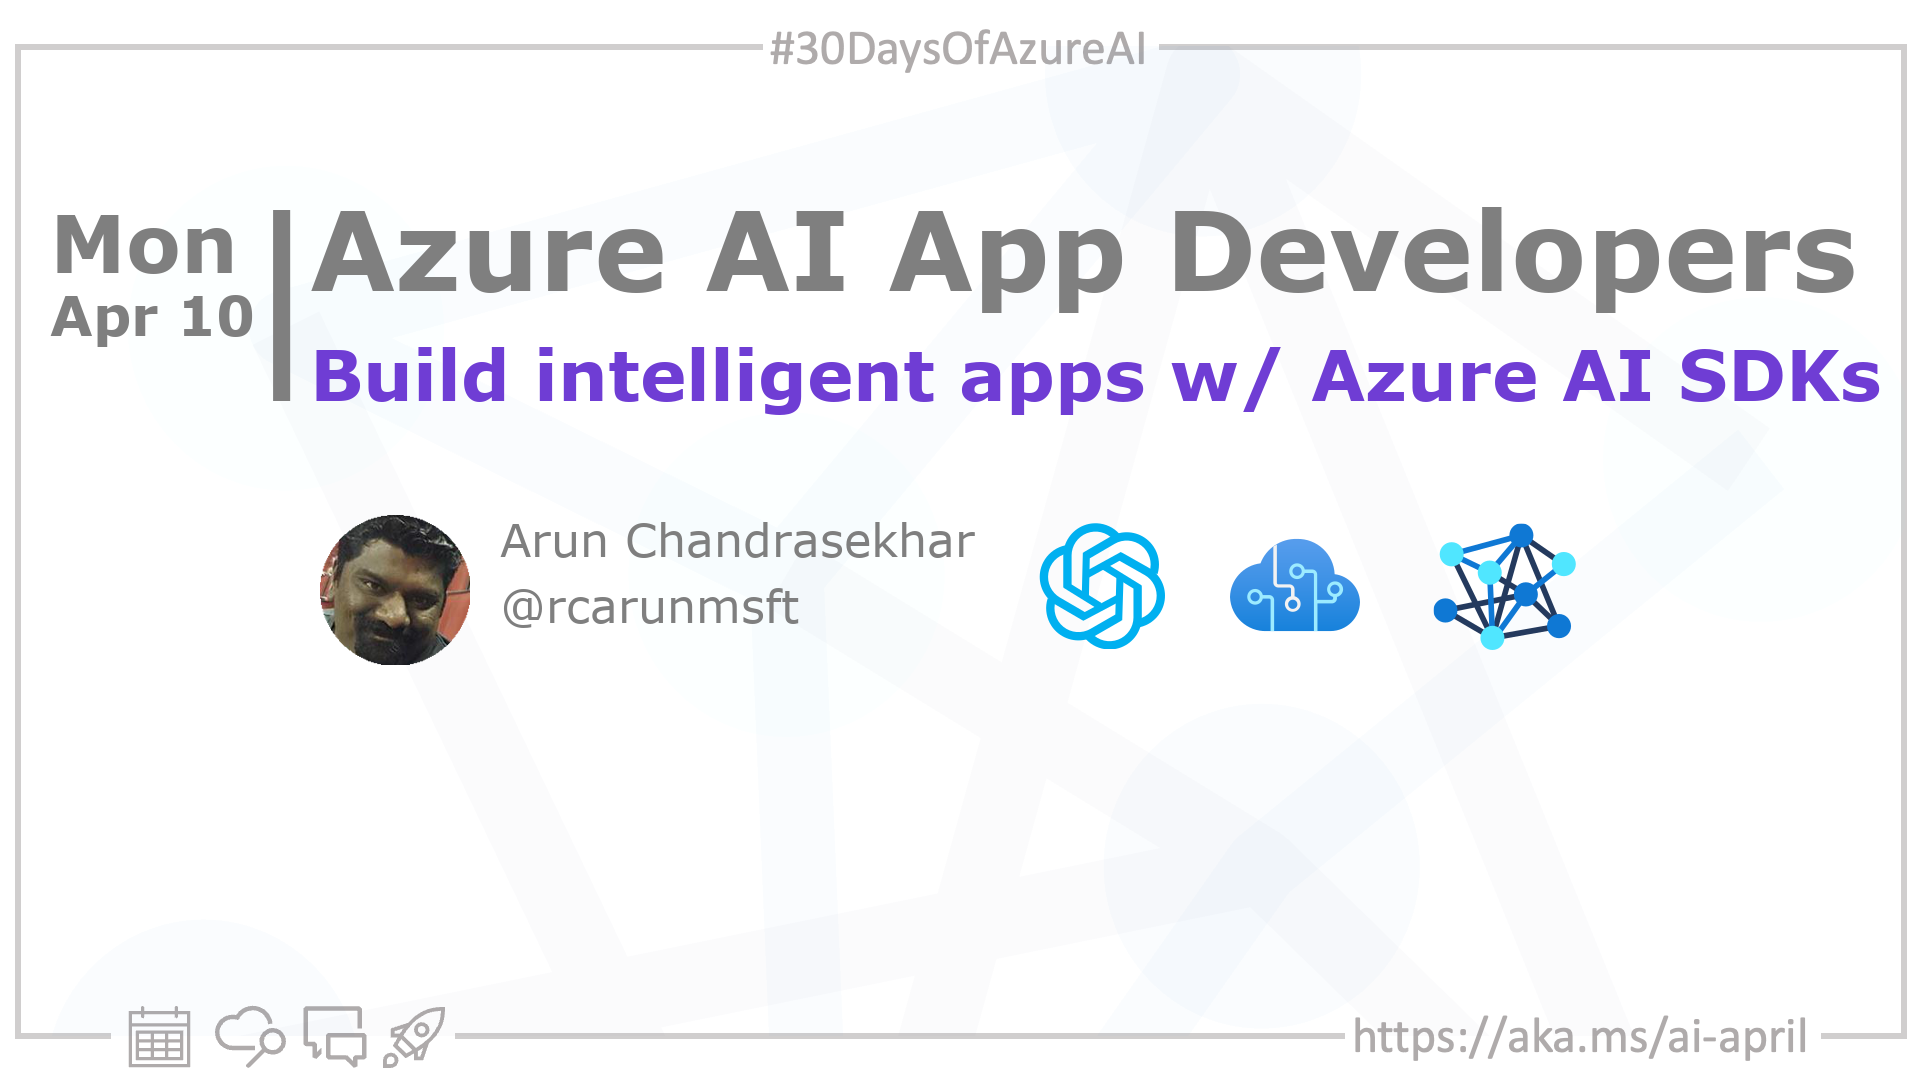 #30DaysOfAzureAI
Mon
Apr 10
Azure AI App Developers
Build intelligent apps w/ Azure AI SDKs
Arun Chandrasekhar
@rcarunmsft
https://aka.ms/ai-april